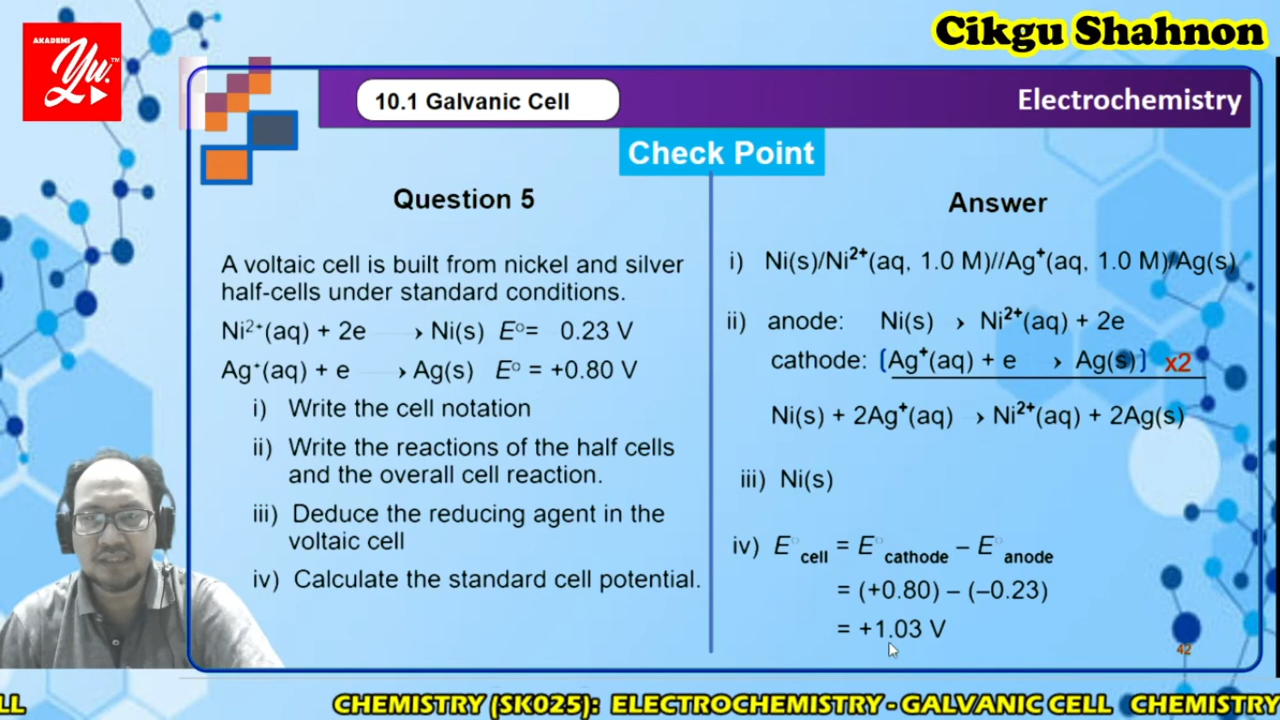 AKADEMI
Yu.
TM
Cikgu Shahnon
10.1 Galvanic Cell
Electrochemistry
Check Point
Question 5
A voltaic cell is built from nickel and silver
half-cells under standard conditions.
Ni²⁺(aq) + 2e › Ni(s) E°= 0.23 V
Ag⁺(aq) + e › Ag(s) E° = +0.80 V
i) Write the cell notation
ii) Write the reactions of the half cells
and the overall cell reaction.
iii) Deduce the reducing agent in the
voltaic cell
iv) Calculate the standard cell potential.
Answer
i) Ni(s)/Ni²⁺(aq, 1.0 M)//Ag⁺(aq, 1.0 M)/Ag(s)
ii) anode: Ni(s) › Ni²⁺(aq) + 2e
cathode: (Ag⁺(aq) + e › Ag(s)) x2
Ni(s) + 2Ag⁺(aq) › Ni²⁺(aq) + 2Ag(s)
iii) Ni(s)
iv) E°cell = E°cathode – E°anode
= (+0.80) – (–0.23)
= +1.03 V
42
LL CHEMISTRY (SK025): ELECTROCHEMISTRY - GALVANIC CELL CHEMISTRY